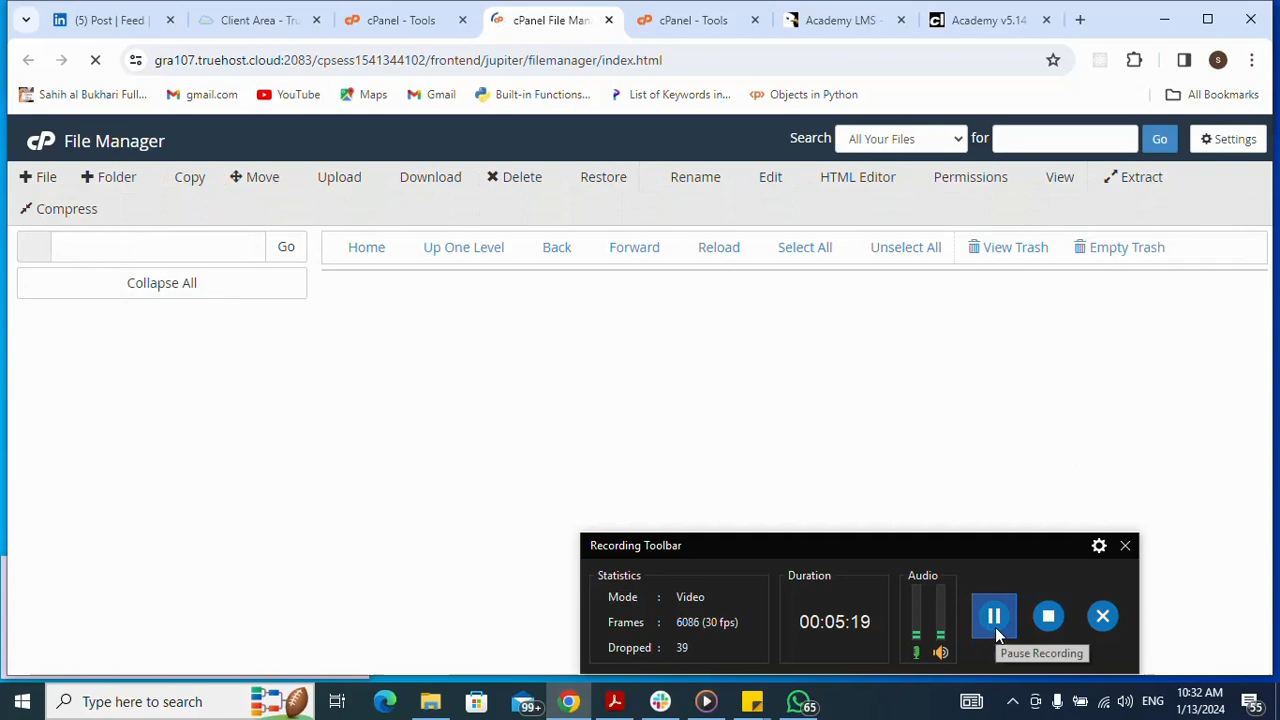 (5) Post | Feed |
Client Area - Tru
cPanel - Tools
cPanel File Man
cPanel - Tools
Academy LMS -
Academy v5.14
gra107.truehost.cloud:2083/cpsess1541344102/frontend/jupiter/filemanager/index.html
S
Sahih al Bukhari Full...
gmail.com
YouTube
Maps
Gmail
Built-in Functions...
List of Keywords in...
Objects in Python
All Bookmarks
cP File Manager
Search All Your Files for Go Settings
File Folder Copy Move Upload Download Delete Restore Rename Edit HTML Editor Permissions View Extract
Compress
Go
Home Up One Level Back Forward Reload Select All Unselect All View Trash Empty Trash
Collapse All
Recording Toolbar
Statistics
Mode : Video
Frames : 6086 (30 fps)
Dropped : 39
Duration
00:05:19
Audio
Pause Recording
Type here to search
99+
65
ENG
10:32 AM
1/13/2024
55